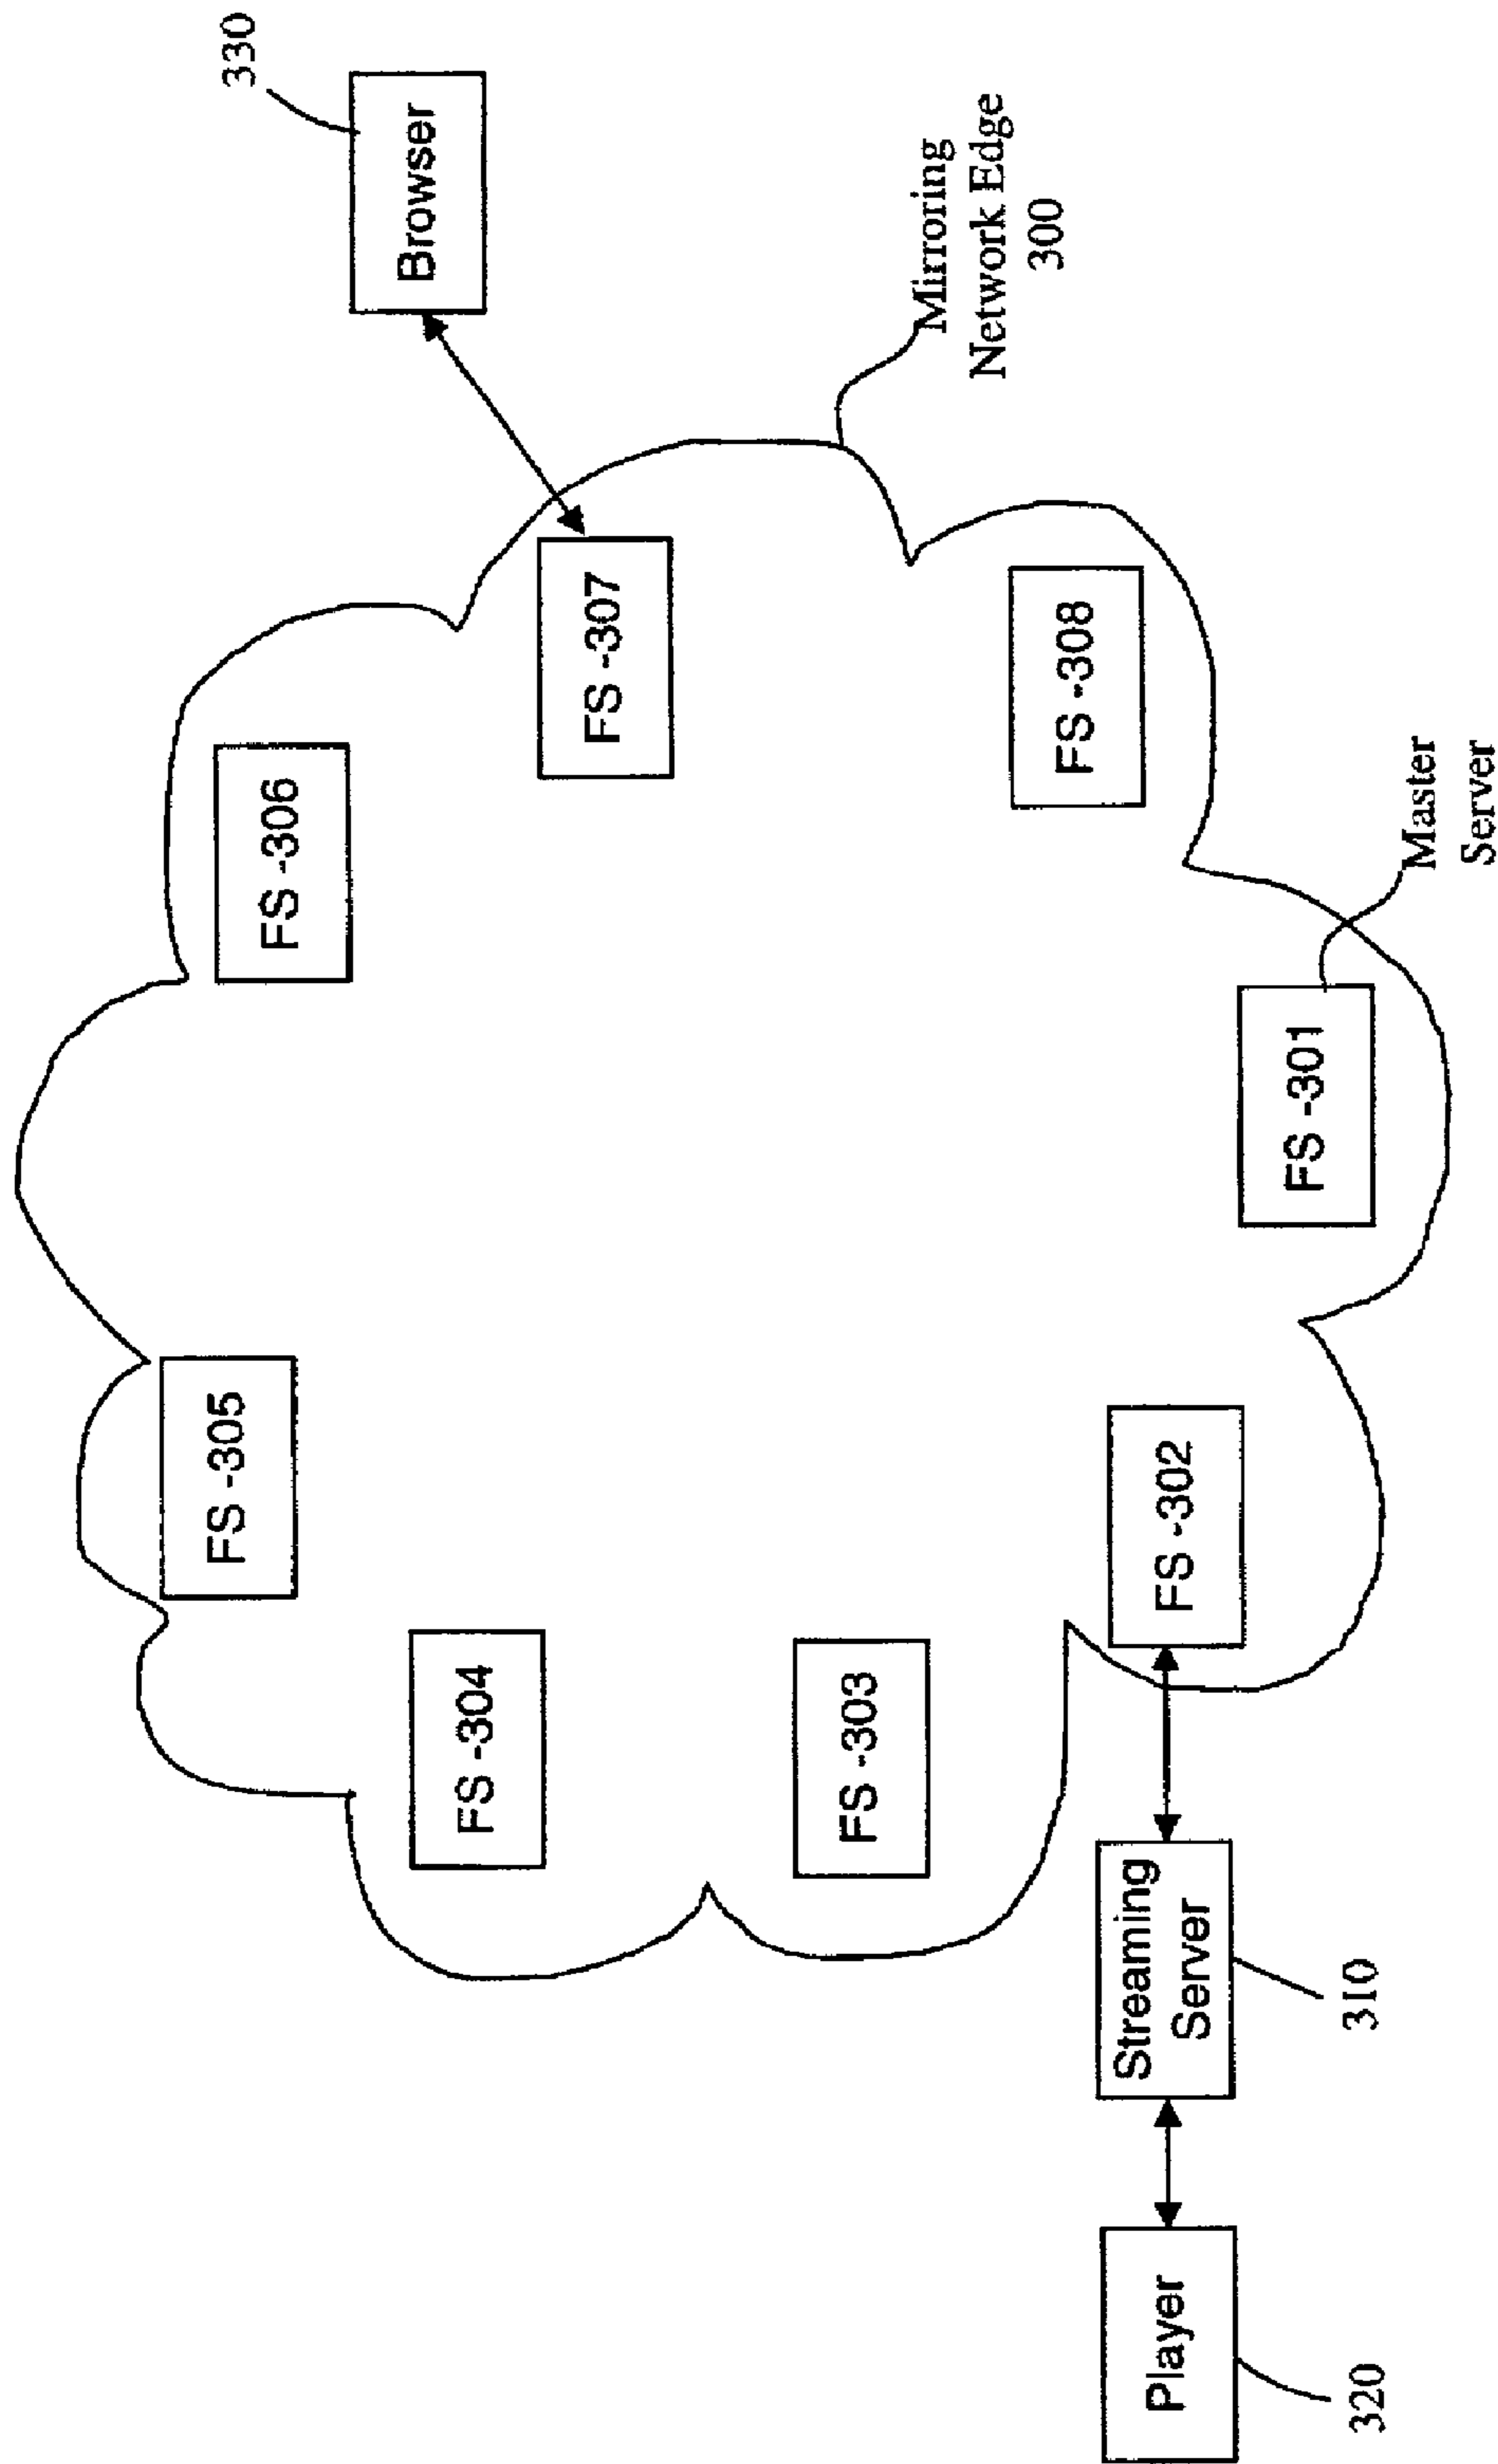 330
Browser
Mirroring
Network Edge
300
FS -307
FS -306
FS -308
FS -305
FS -301
Master
Server
FS -304
FS -303
FS -302
Streaming
Server
310
Player
320